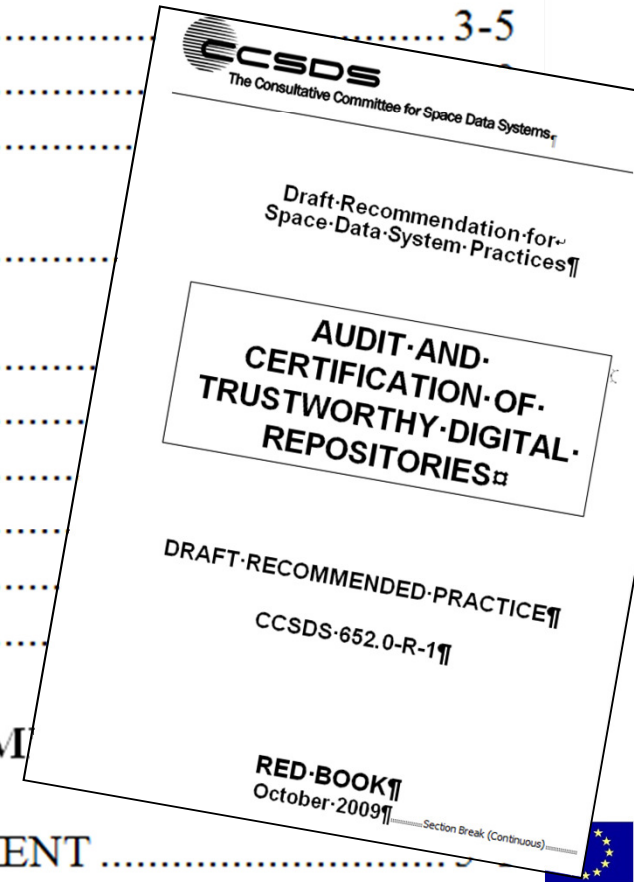 3-5
CCSDS
The Consultative Committee for Space Data Systems¶
Draft·Recommendation·for↵
Space·Data·System·Practices¶
AUDIT·AND·
CERTIFICATION·OF·
TRUSTWORTHY·DIGITAL·
REPOSITORIES¤
DRAFT·RECOMMENDED·PRACTICE¶
CCSDS·652.0-R-1¶
RED·BOOK¶
October·2009¶
Section Break (Continuous)
M
ENT